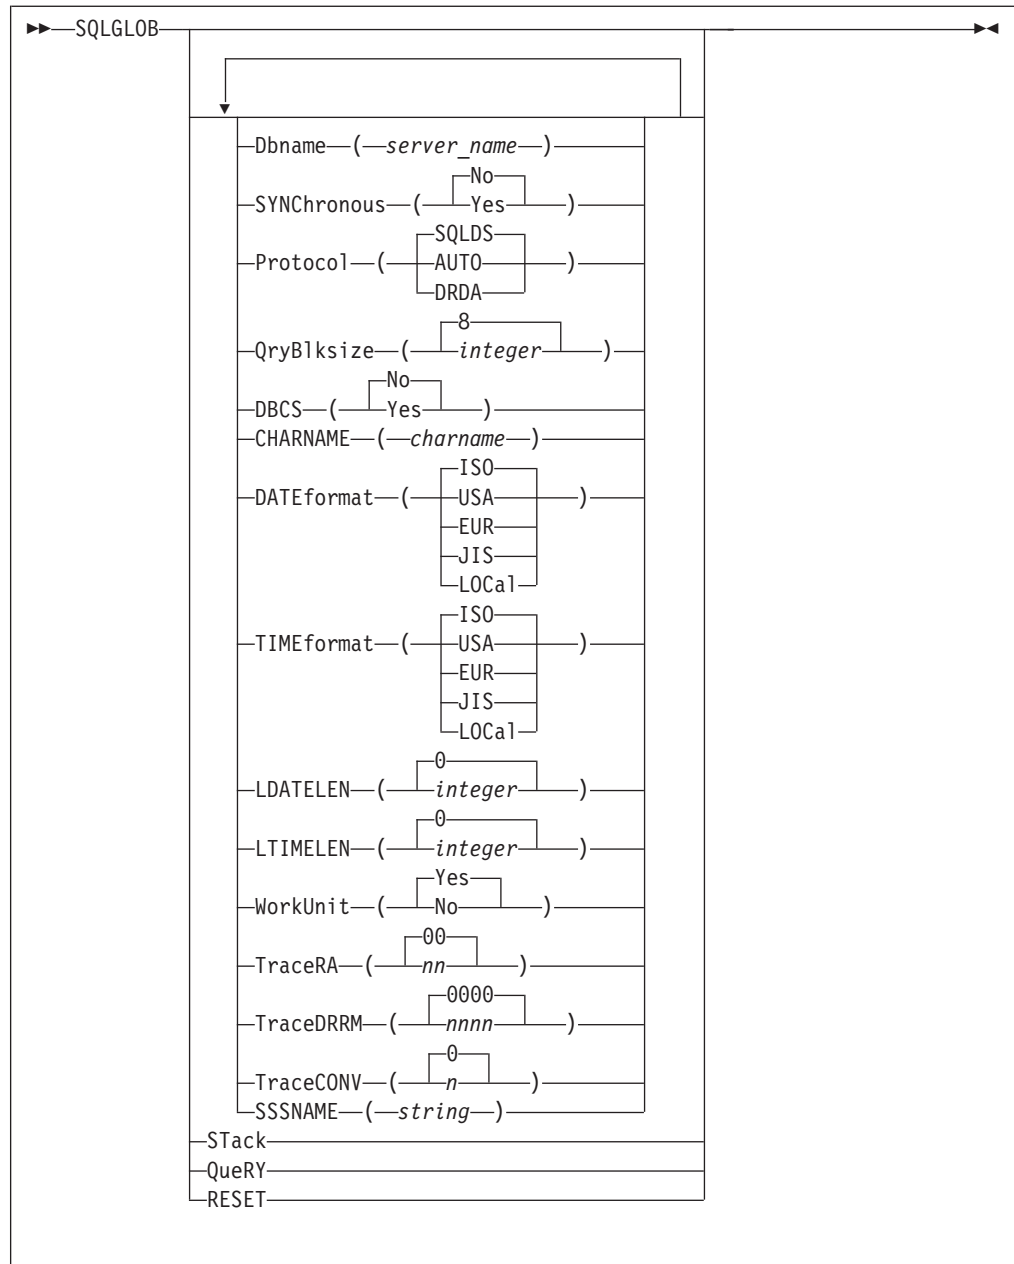 SQLGLOB
Dbname ( server_name )
No
SYNChronous ( Yes )
SQLDS
Protocol ( AUTO )
DRDA
8
QryBlksize ( integer )
No
DBCS ( Yes )
CHARNAME ( charname )
ISO
DATEformat ( USA )
EUR
JIS
LOCal
ISO
TIMEformat ( USA )
EUR
JIS
LOCal
0
LDATELEN ( integer )
0
LTIMELEN ( integer )
Yes
WorkUnit ( No )
00
TraceRA ( nn )
0000
TraceDRRM ( nnnn )
0
TraceCONV ( n )
SSSNAME ( string )
STack
QueRY
RESET